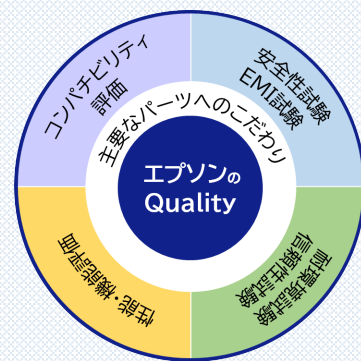 コンパチビリティ
評価
安全性試験
EMI試験
主要なパーツへのこだわり
エプソンの
Quality
性能・機能評価
耐環境試験
信頼性試験